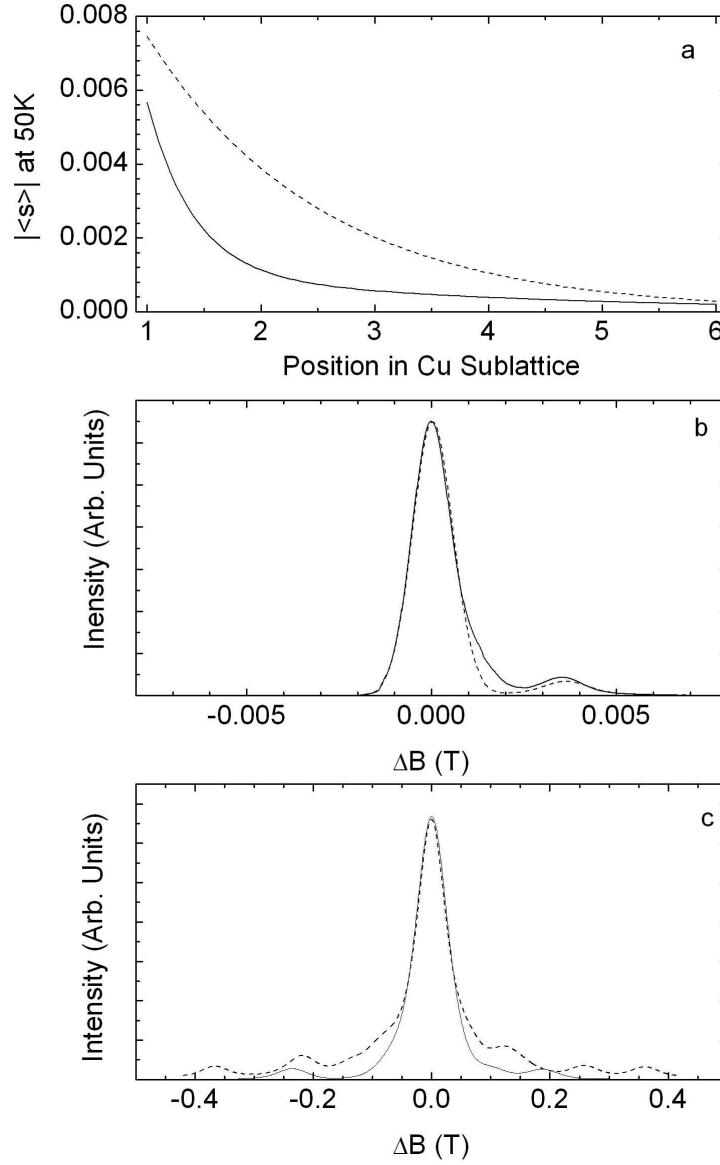 0.008
0.006
0.004
0.002
0.000
|<s>| at 50K
a
1 2 3 4 5 6
Position in Cu Sublattice
Inensity (Arb. Units)
b
-0.005 0.000 0.005
ΔB (T)
Intensity (Arb. Units)
c
-0.4 -0.2 0.0 0.2 0.4
ΔB (T)